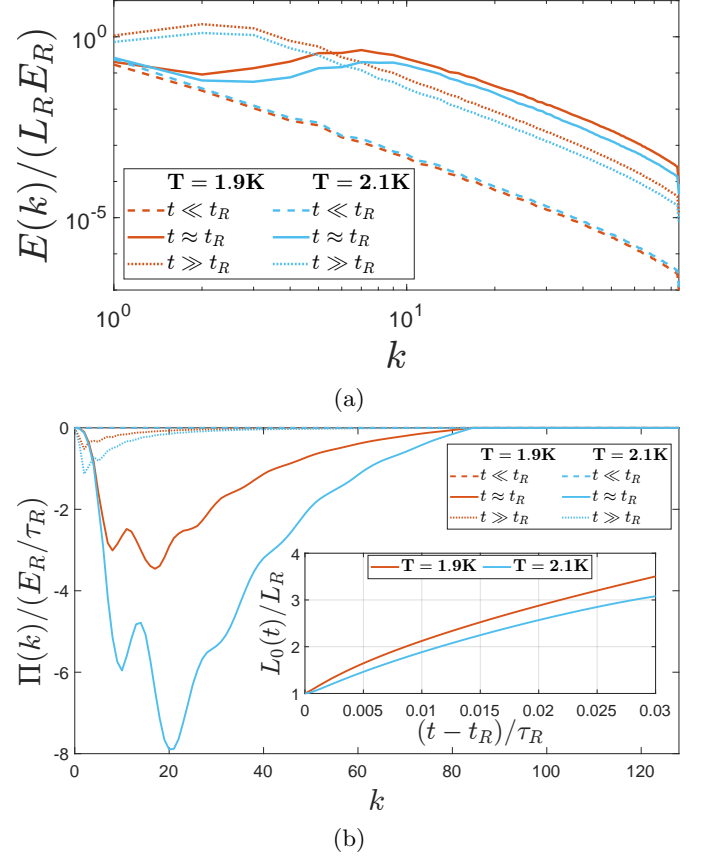 E(k)/(L_R E_R)
10^0
10^-5
T = 1.9K T = 2.1K
t ≪ t_R t ≪ t_R
t ≈ t_R t ≈ t_R
t ≫ t_R t ≫ t_R
10^0 10^1
k
(a)
Π(k)/(E_R/τ_R)
0
-2
-4
-6
-8
T = 1.9K T = 2.1K
t ≪ t_R t ≪ t_R
t ≈ t_R t ≈ t_R
t ≫ t_R t ≫ t_R
L_0(t)/L_R
4
3
2
1
T = 1.9K T = 2.1K
0 0.005 0.01 0.015 0.02 0.025 0.03
(t − t_R)/τ_R
0 20 40 60 80 100 120
k
(b)